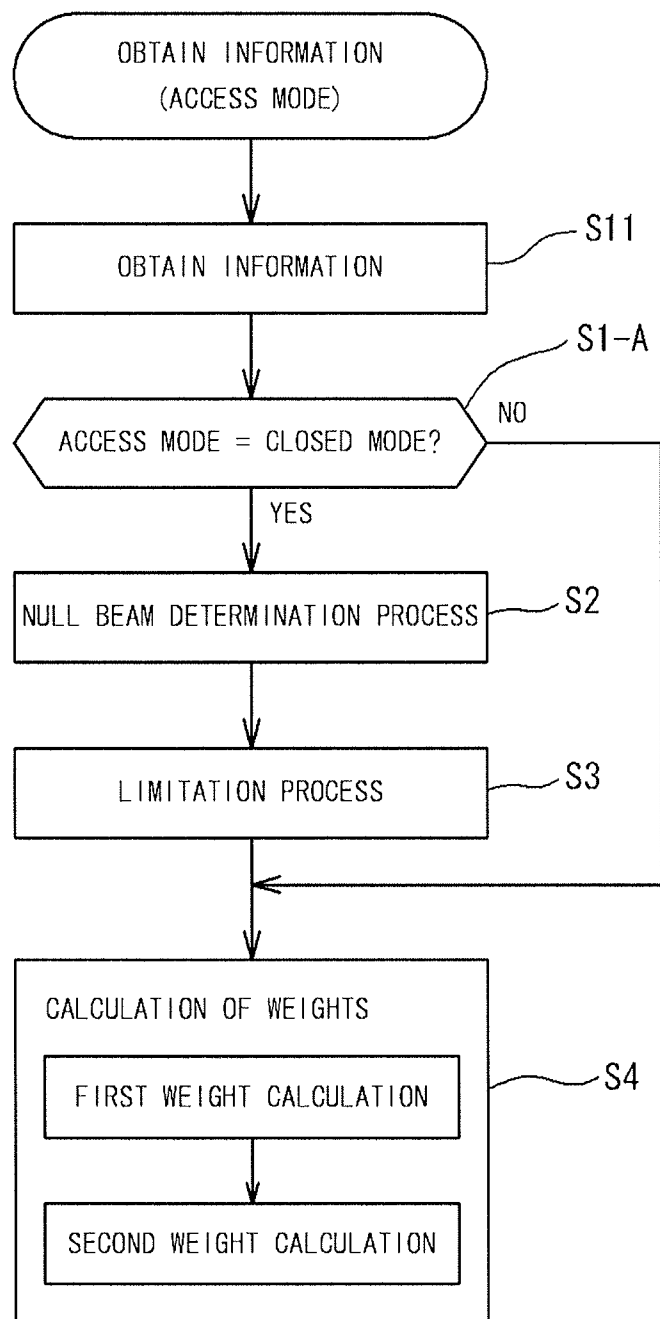 OBTAIN INFORMATION
(ACCESS MODE)
OBTAIN INFORMATION
S11
S1-A
ACCESS MODE = CLOSED MODE?
NO
YES
NULL BEAM DETERMINATION PROCESS
S2
LIMITATION PROCESS
S3
CALCULATION OF WEIGHTS
FIRST WEIGHT CALCULATION
S4
SECOND WEIGHT CALCULATION